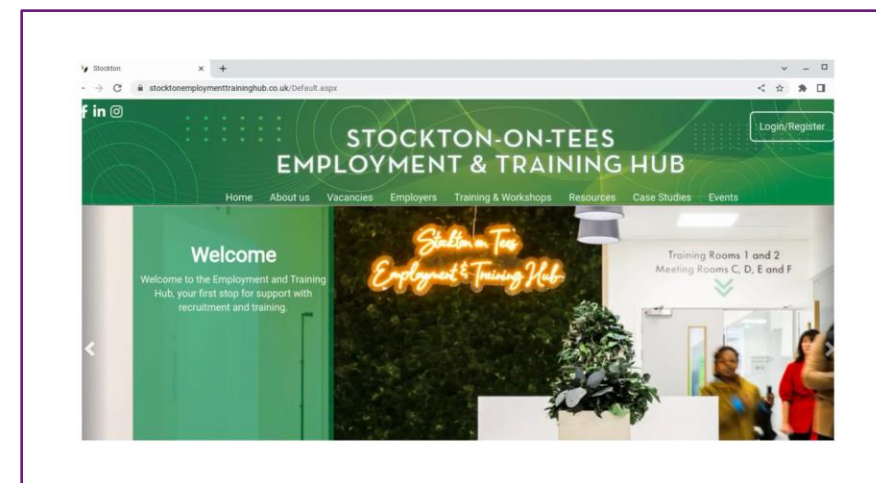 Stockton
stocktonemploymenttraininghub.co.uk/Default.aspx
Login/Register
STOCKTON-ON-TEES
EMPLOYMENT & TRAINING HUB
Home About us Vacancies Employers Training & Workshops Resources Case Studies Events
Welcome
Welcome to the Employment and Training
Hub, your first stop for support with
recruitment and training.
Stockton on Tees
Employment & Training Hub
Training Rooms 1 and 2
Meeting Rooms C, D, E and F